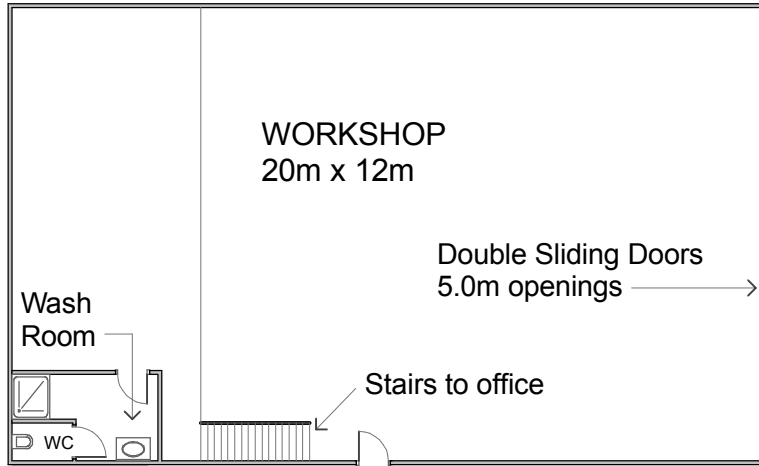 WORKSHOP
20m x 12m
Double Sliding Doors
5.0m openings
Wash
Room
Stairs to office
WC